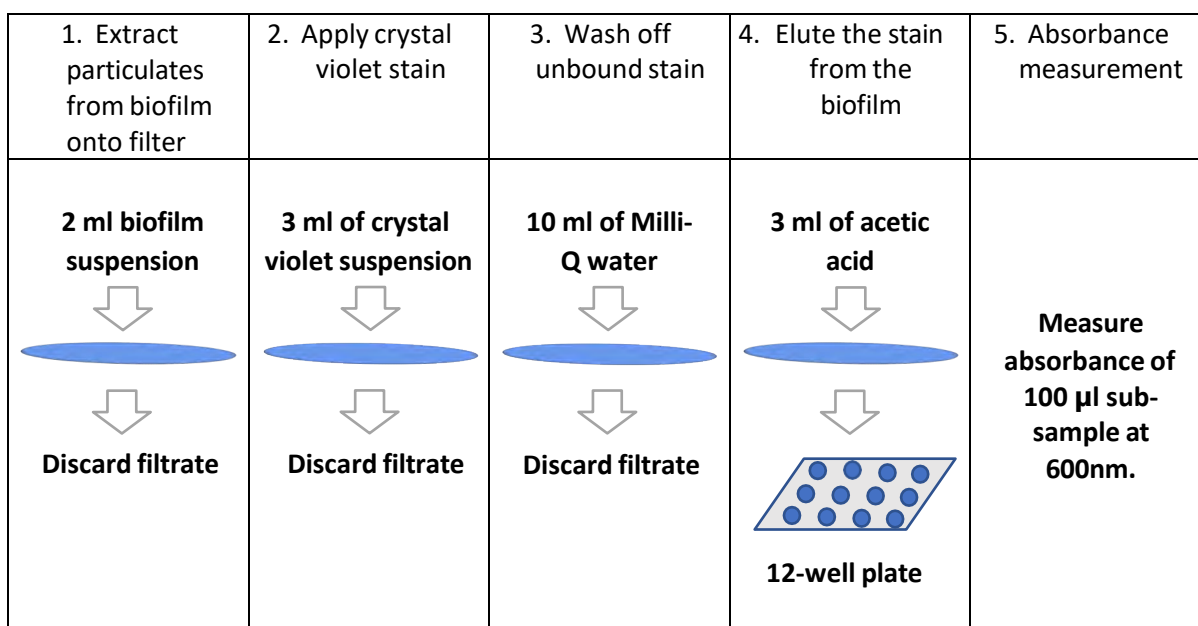 1. Extract
particulates
from biofilm
onto filter
2. Apply crystal
violet stain
3. Wash off
unbound stain
4. Elute the stain
from the
biofilm
5. Absorbance
measurement
2 ml biofilm
suspension
Discard filtrate
3 ml of crystal
violet suspension
Discard filtrate
10 ml of Milli-
Q water
Discard filtrate
3 ml of acetic
acid
12-well plate
Measure
absorbance of
100 µl sub-
sample at
600nm.